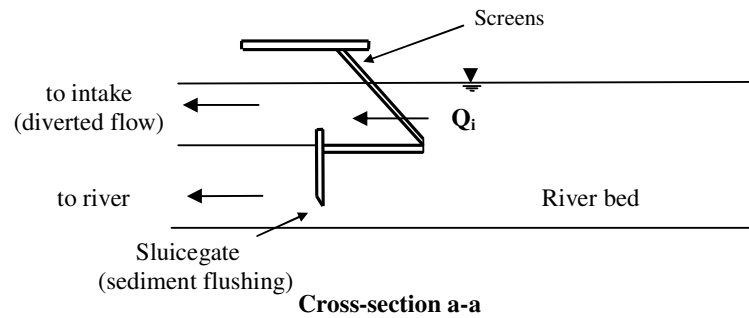 Screens
to intake
(diverted flow)
Qi
to river
River bed
Sluicegate
(sediment flushing)
Cross-section a-a